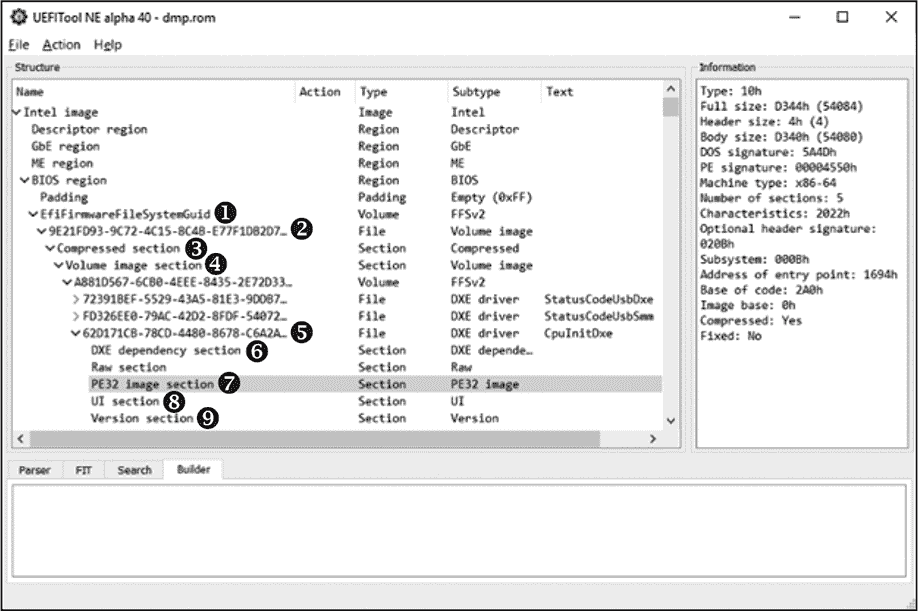 UEFITool NE alpha 40 - dmp.rom
File Action Help
Structure
Name Action Type Subtype Text
Intel image Image Intel
Descriptor region Region Descriptor
GbE region Region GbE
ME region Region ME
BIOS region Region BIOS
Padding Padding Empty (0xFF)
EfiFirmwareFileSystemGuid ❶ Volume FFSv2
9E21FD93-9C72-4C15-8C4B-E77F1DB2D7… ❷ File Volume image
Compressed section ❸ Section Compressed
Volume image section ❹ Section Volume image
A881D567-6CB0-4EEE-8435-2E72D33… Volume FFSv2
72391BEF-5529-43A5-81E3-9DDB7… File DXE driver StatusCodeUsbDxe
FD326EE0-79AC-42D2-8FDF-54072… File DXE driver StatusCodeUsbSmm
62D171CB-78CD-4480-8678-C6A2A… ❺ File DXE driver CpuInitDxe
DXE dependency section ❻ Section DXE depende…
Raw section Section Raw
PE32 image section ❼ Section PE32 image
UI section ❽ Section UI
Version section ❾ Section Version
Information
Type: 10h
Full size: D344h (54084)
Header size: 4h (4)
Body size: D340h (54080)
DOS signature: 5A4Dh
PE signature: 00004550h
Machine type: x86-64
Number of sections: 5
Characteristics: 2022h
Optional header signature:
020Bh
Subsystem: 000Bh
Address of entry point: 1694h
Base of code: 2A0h
Image base: 0h
Compressed: Yes
Fixed: No
Parser FIT Search Builder